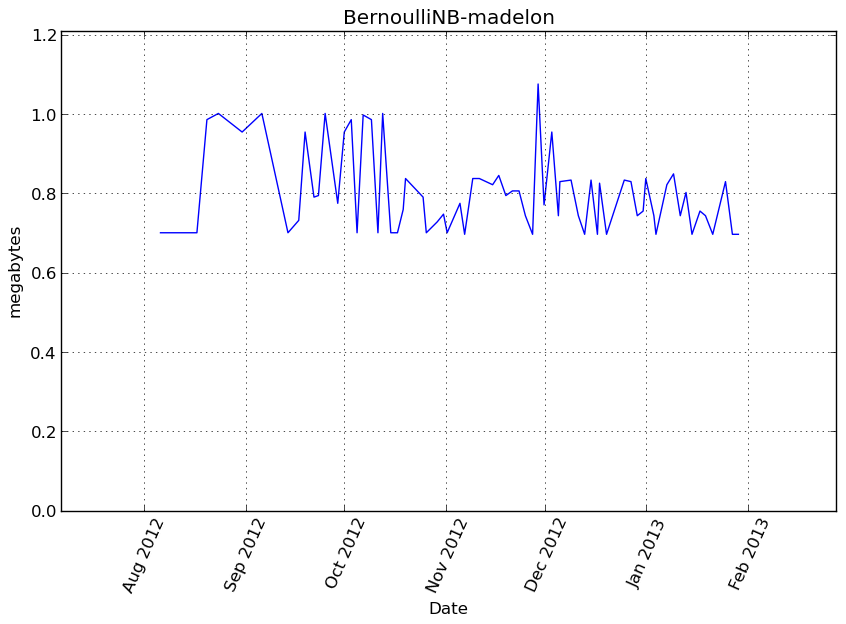 BernoulliNB-madelon
1.2
1.0
0.8
0.6
0.4
0.2
0.0
megabytes
Aug 2012
Sep 2012
Oct 2012
Nov 2012
Dec 2012
Jan 2013
Feb 2013
Date